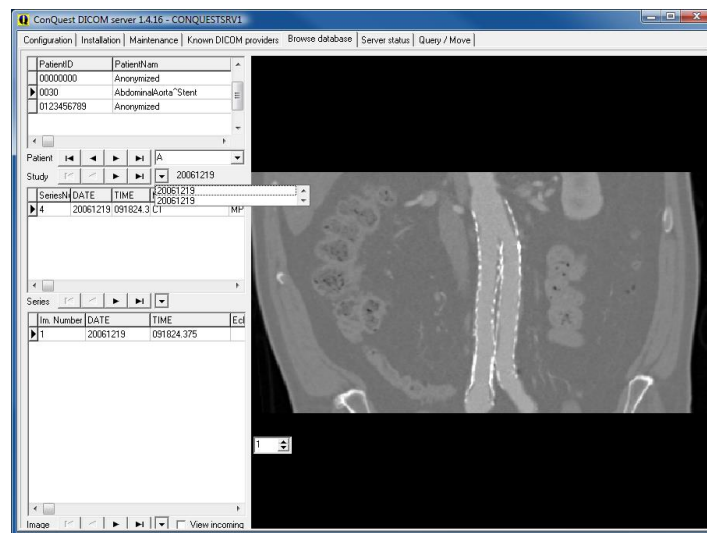 ConQuest DICOM server 1.4.16 - CONQUESTSRV1
Configuration Installation Maintenance Known DICOM providers Browse database Server status Query / Move
PatientID PatientNam
00000000 Anonymized
0030 AbdominalAorta^Stent
0123456789 Anonymized
Patient A
Study 20061219
20061219
20061219
SeriesN DATE TIME
4 20061219 091824.3 CT MP
Series
Im. Number DATE TIME Ecl
1 20061219 091824.375
1
Image View incoming